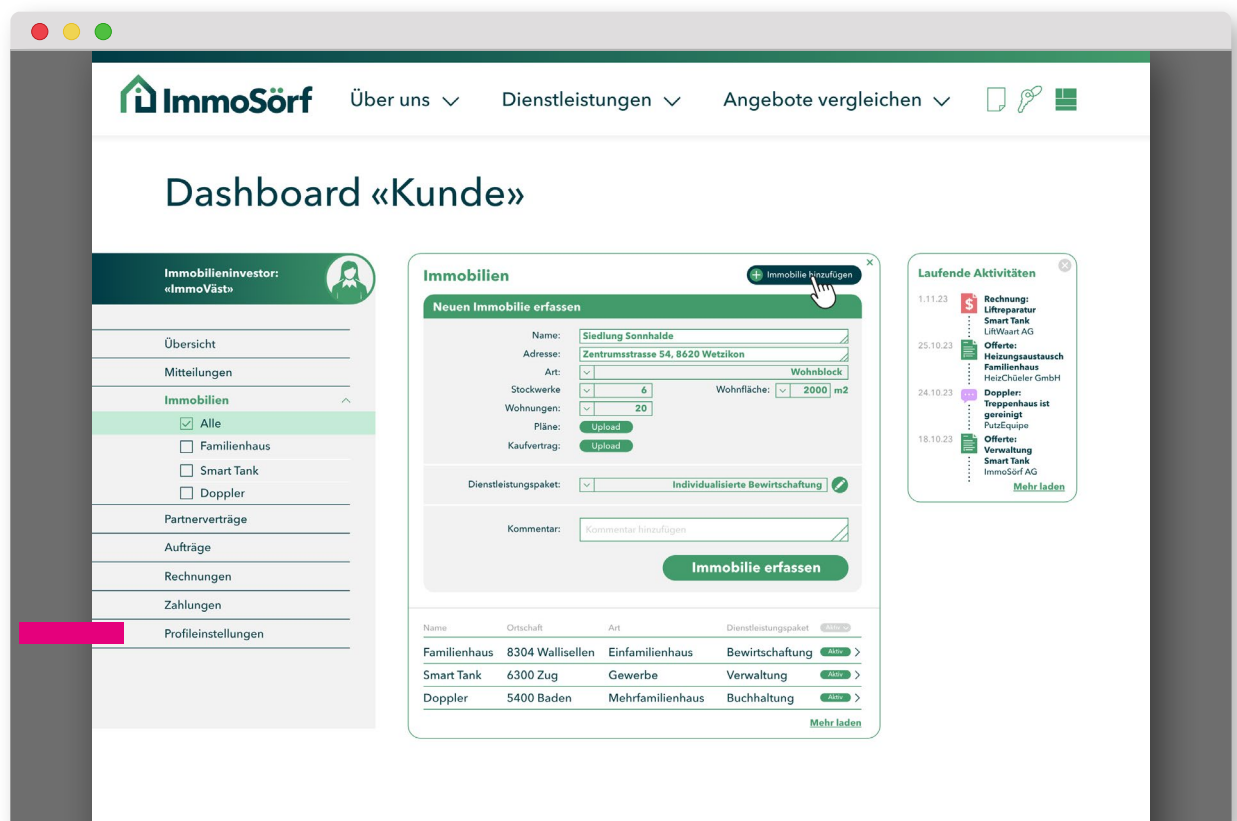 ImmoSörf
Über uns
Dienstleistungen
Angebote vergleichen
Dashboard «Kunde»
Immobilieninvestor:
«ImmoVäst»
Übersicht
Mitteilungen
Immobilien
Alle
Familienhaus
Smart Tank
Doppler
Partnerverträge
Aufträge
Rechnungen
Zahlungen
Profileinstellungen
Immobilien
Immobilie hinzufügen
Neuen Immobilie erfassen
Name: Siedlung Sonnhalde
Adresse: Zentrumsstrasse 54, 8620 Wetzikon
Art: Wohnblock
Stockwerke 6 Wohnfläche: 2000 m2
Wohnungen: 20
Pläne: Upload
Kaufvertrag: Upload
Dienstleistungspaket: Individualisierte Bewirtschaftung
Kommentar: Kommentar hinzufügen
Immobilie erfassen
Name Ortschaft Art Dienstleistungspaket Aktiv
Familienhaus 8304 Wallisellen Einfamilienhaus Bewirtschaftung Aktiv
Smart Tank 6300 Zug Gewerbe Verwaltung Aktiv
Doppler 5400 Baden Mehrfamilienhaus Buchhaltung Aktiv
Mehr laden
Laufende Aktivitäten
1.11.23 $ Rechnung:
Liftreparatur
Smart Tank
LiftWaart AG
25.10.23 Offerte:
Heizungsaustausch
Familienhaus
HeizChüeler GmbH
24.10.23 Doppler:
Treppenhaus ist
gereinigt
PutzEquipe
18.10.23 Offerte:
Verwaltung
Smart Tank
ImmoSörf AG
Mehr laden